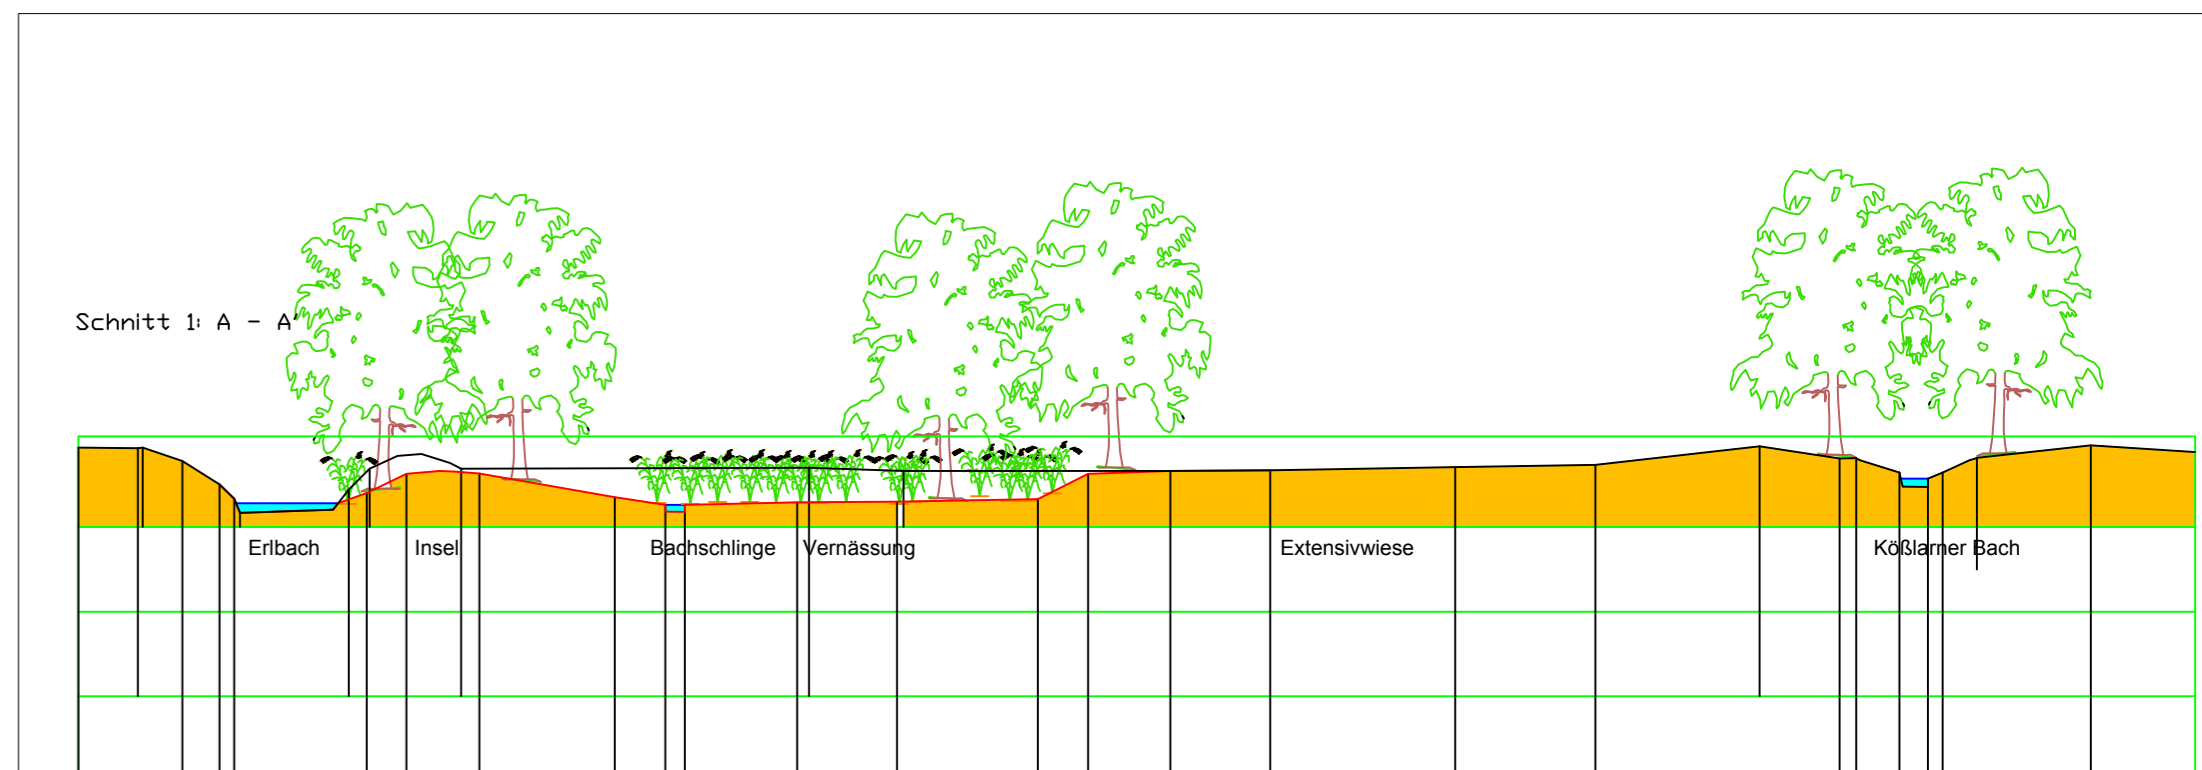 Schnitt 1: A - A'
Erlbach Insel Bachschlinge Vernässung Extensivwiese Kößlarner Bach